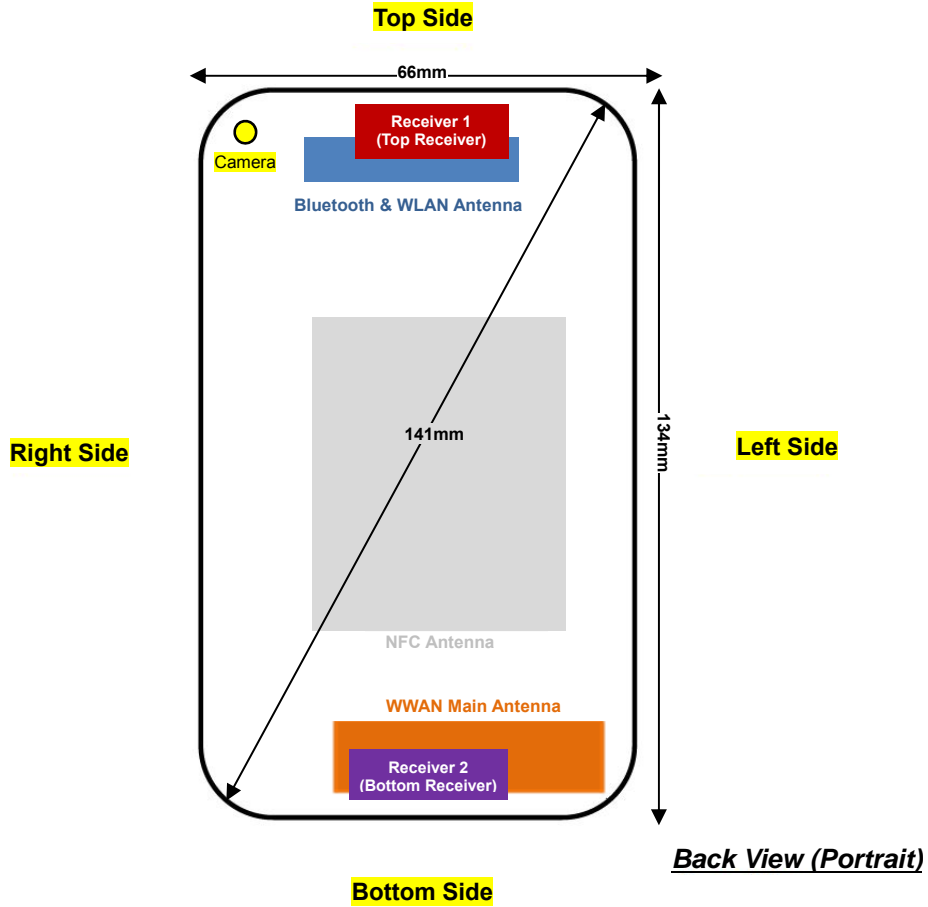 Top Side
66mm
Receiver 1
(Top Receiver)
Camera
Bluetooth & WLAN Antenna
141mm
134mm
Right Side
Left Side
NFC Antenna
WWAN Main Antenna
Receiver 2
(Bottom Receiver)
Back View (Portrait)
Bottom Side